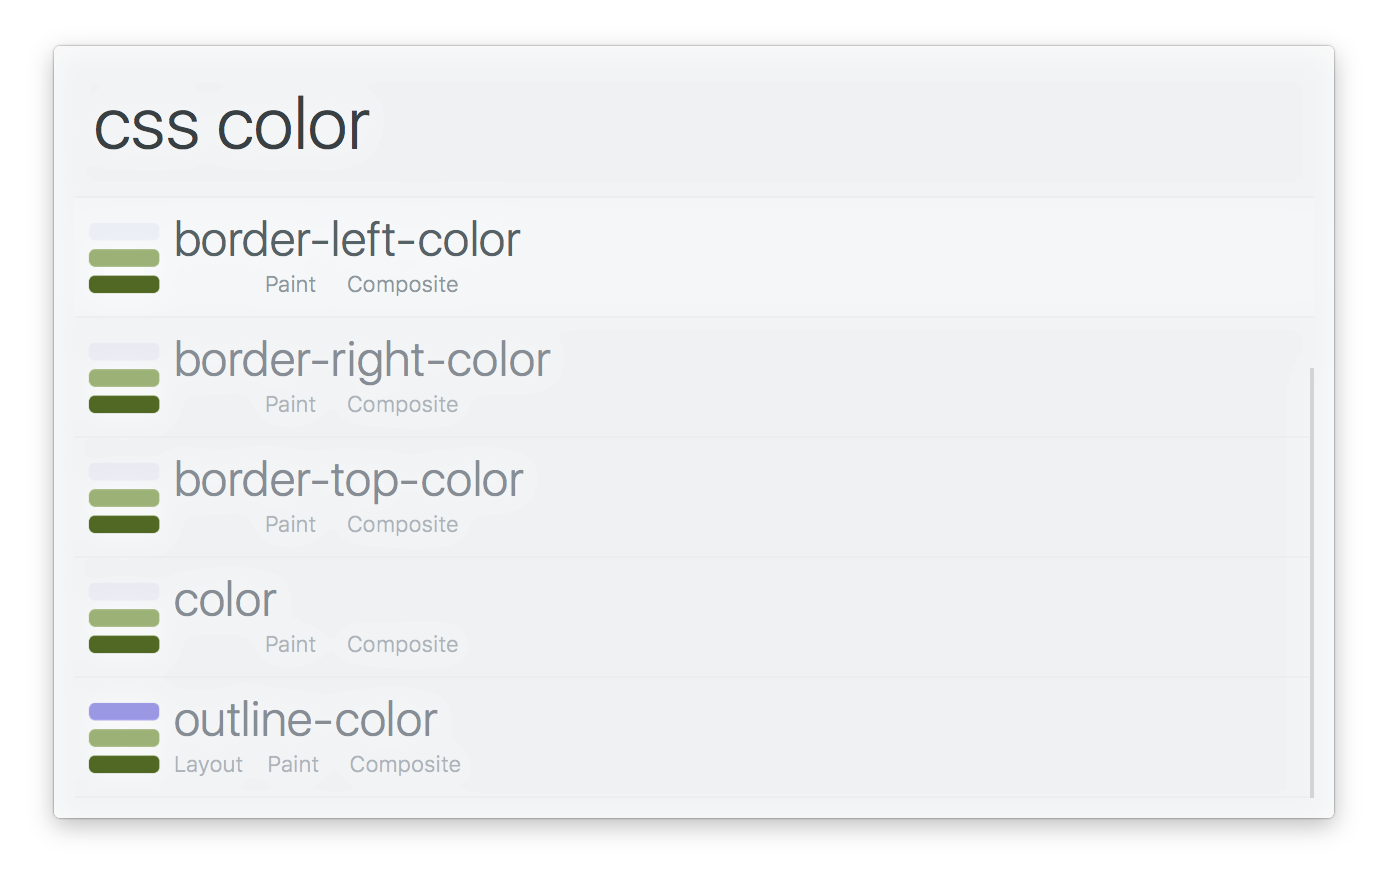 css color
border-left-color
Paint Composite
border-right-color
Paint Composite
border-top-color
Paint Composite
color
Paint Composite
outline-color
Layout Paint Composite